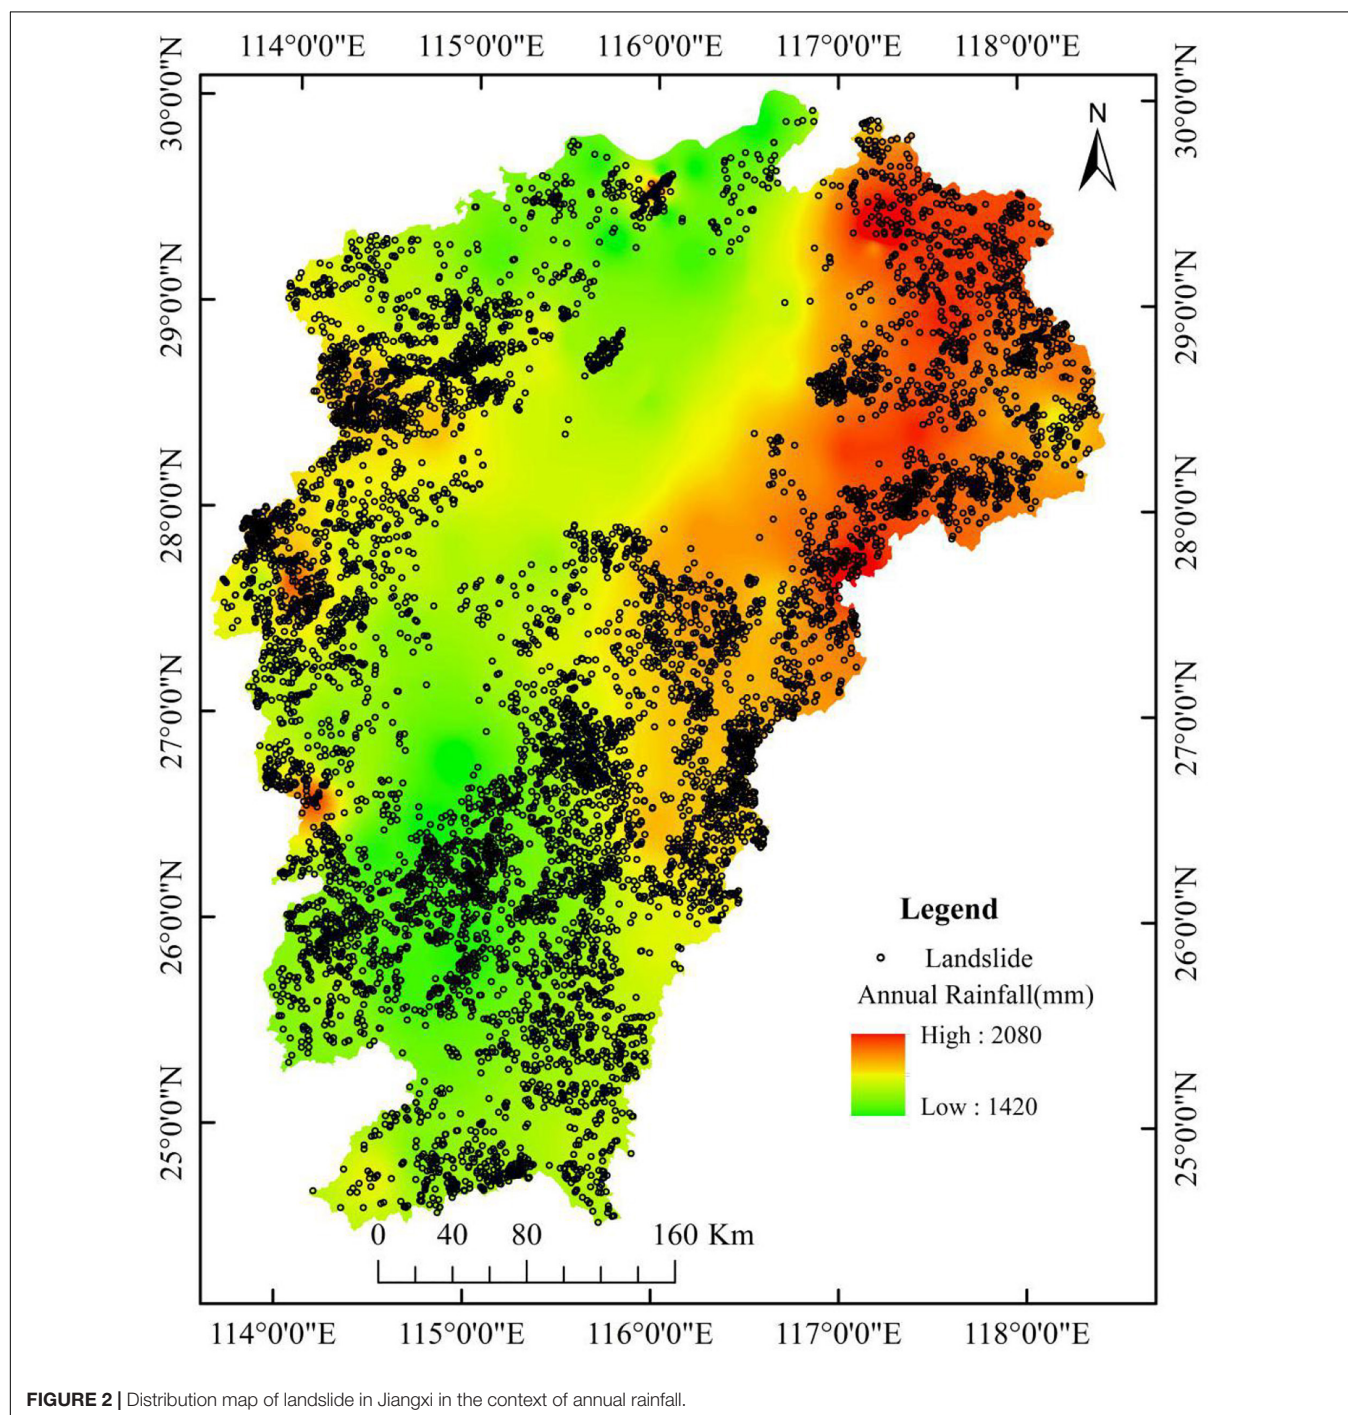 114°0'0"E 115°0'0"E 116°0'0"E 117°0'0"E 118°0'0"E
30°0'0"N
29°0'0"N
28°0'0"N
27°0'0"N
26°0'0"N
25°0'0"N
30°0'0"N
29°0'0"N
28°0'0"N
27°0'0"N
26°0'0"N
25°0'0"N
N
Legend
Landslide
Annual Rainfall(mm)
High : 2080
Low : 1420
0 40 80 160 Km
114°0'0"E 115°0'0"E 116°0'0"E 117°0'0"E 118°0'0"E
FIGURE 2 | Distribution map of landslide in Jiangxi in the context of annual rainfall.